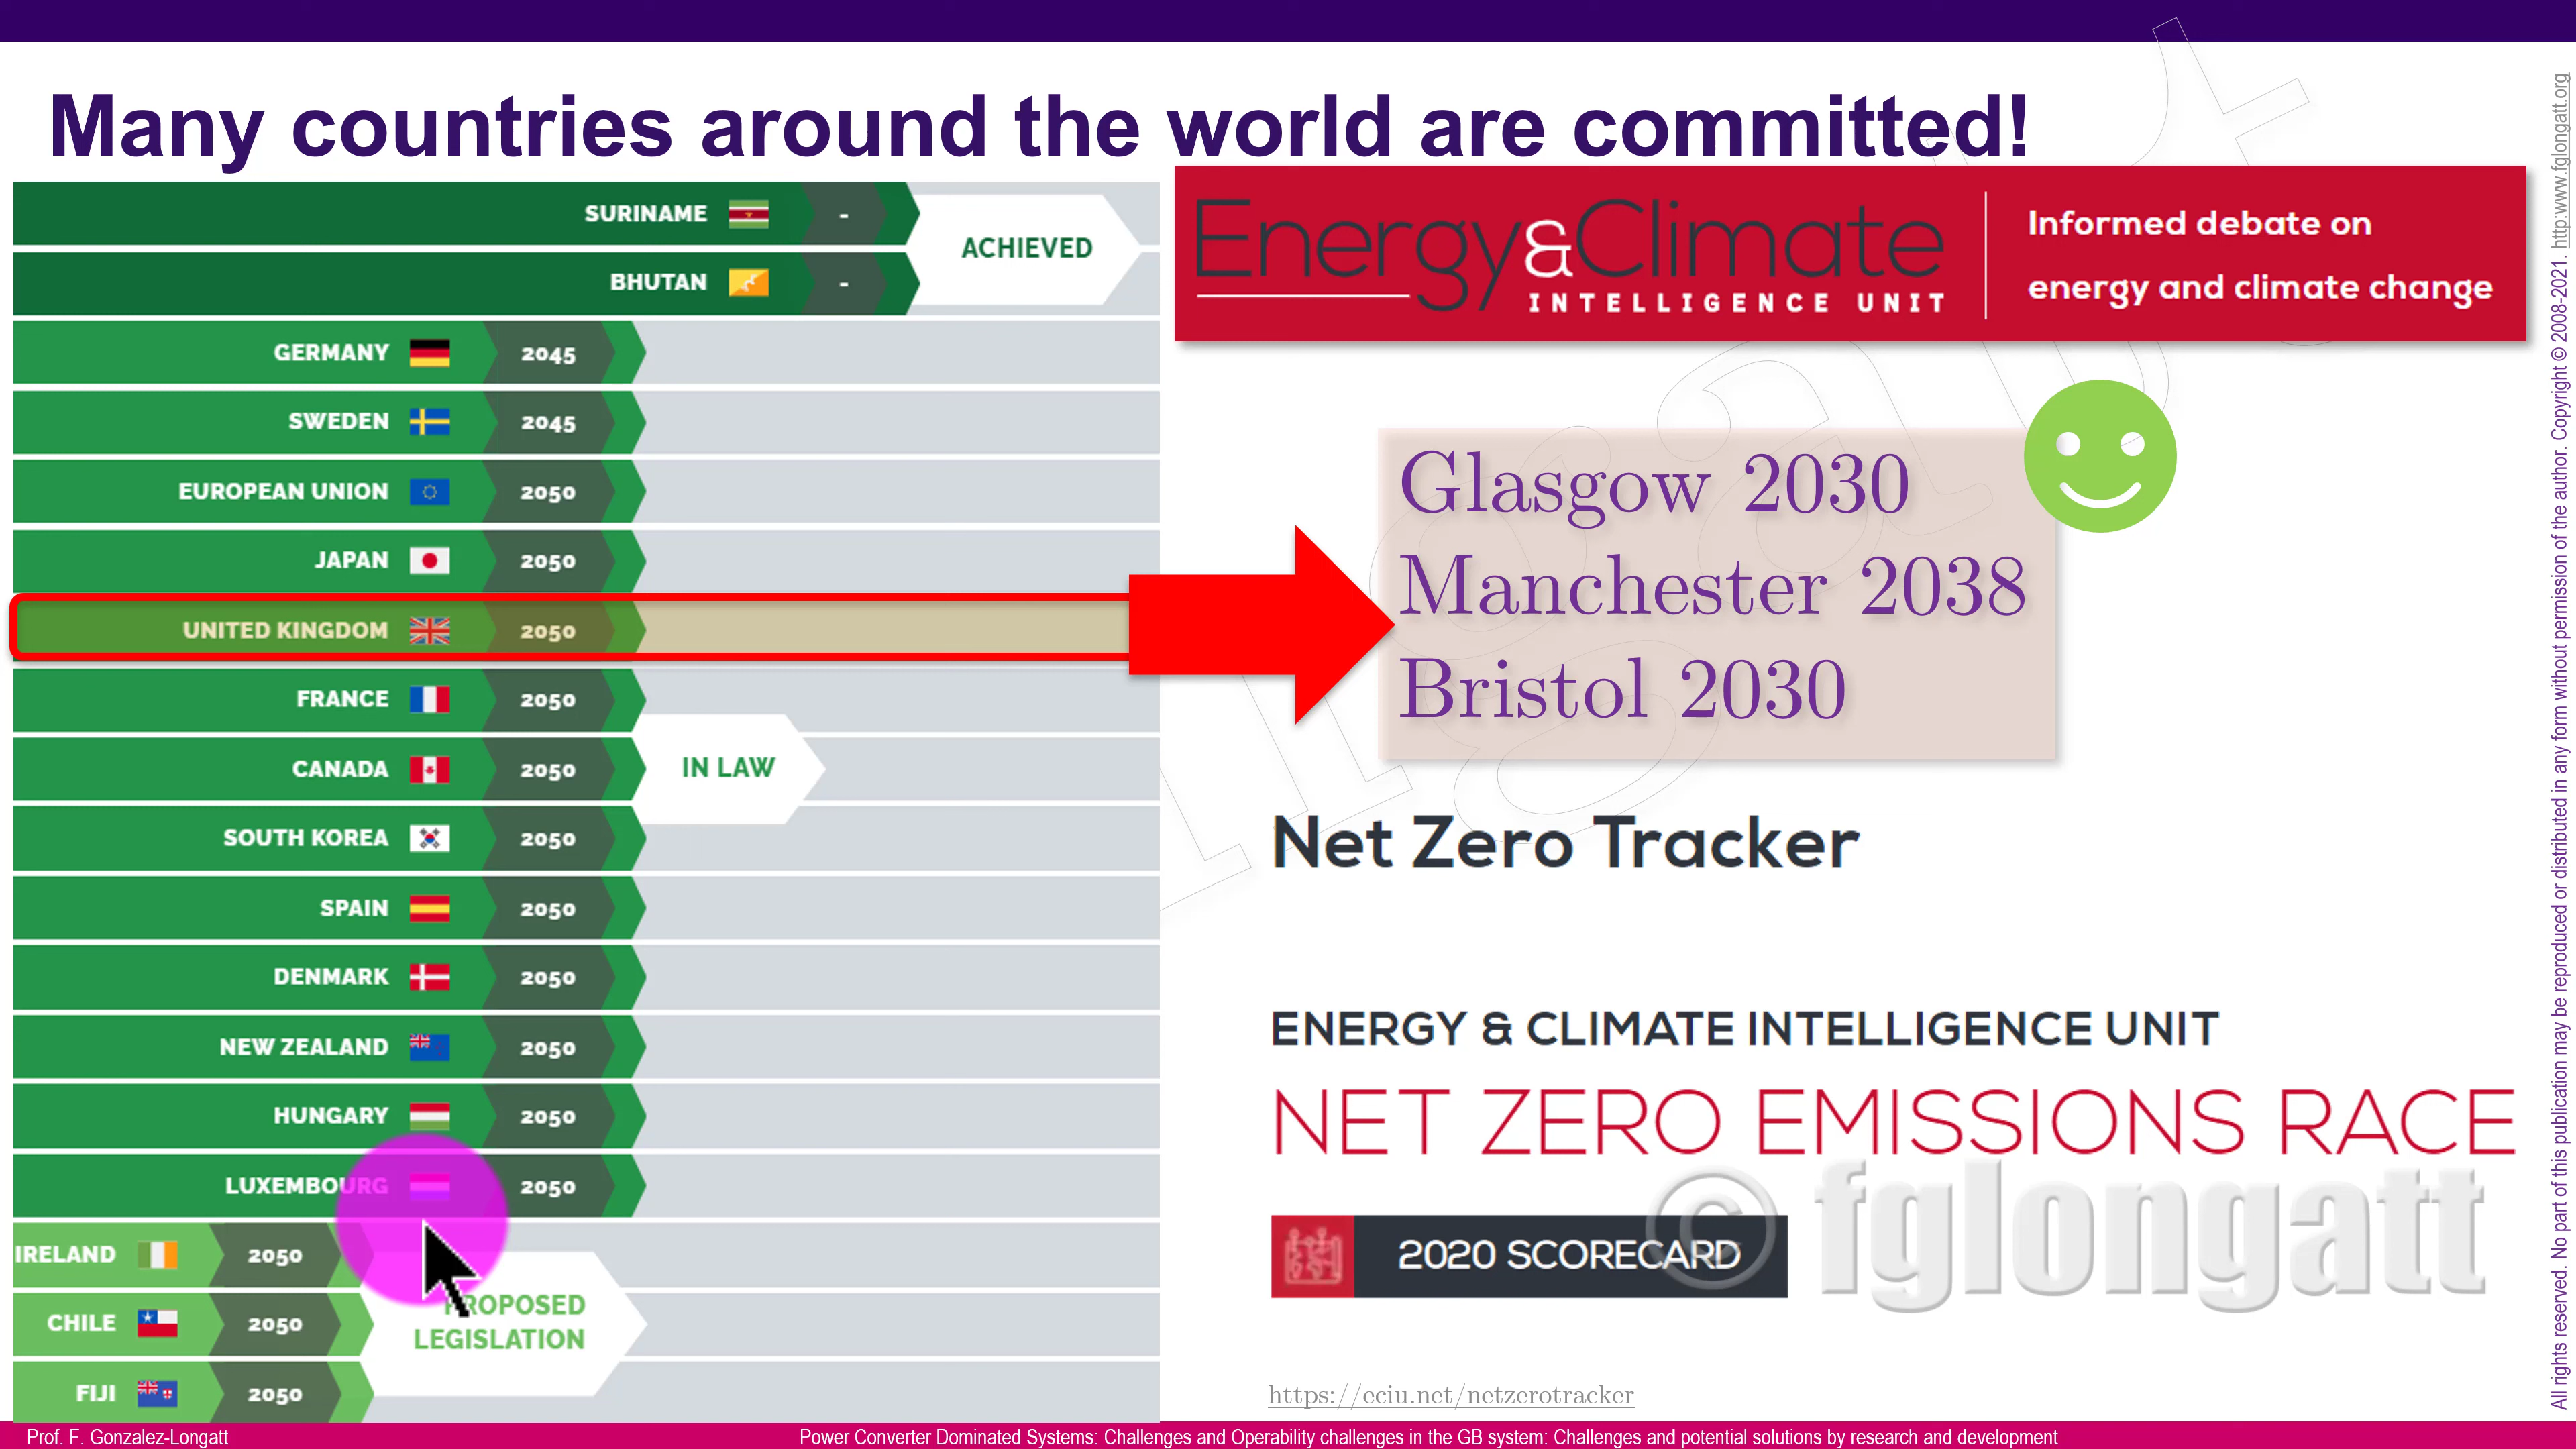 Many countries around the world are committed!
SURINAME -
BHUTAN -
ACHIEVED
GERMANY 2045
SWEDEN 2045
EUROPEAN UNION 2050
JAPAN 2050
UNITED KINGDOM 2050
FRANCE 2050
CANADA 2050
IN LAW
SOUTH KOREA 2050
SPAIN 2050
DENMARK 2050
NEW ZEALAND 2050
HUNGARY 2050
LUXEMBOURG 2050
IRELAND 2050
CHILE 2050
FIJI 2050
PROPOSED
LEGISLATION
Energy&Climate
INTELLIGENCE UNIT
Informed debate on
energy and climate change
Glasgow 2030
Manchester 2038
Bristol 2030
Net Zero Tracker
ENERGY & CLIMATE INTELLIGENCE UNIT
NET ZERO EMISSIONS RACE
2020 SCORECARD
© fglongatt
https://eciu.net/netzerotracker
All rights reserved. No part of this publication may be reproduced or distributed in any form without permission of the author. Copyright © 2008-2021. http:www.fglongatt.org
Prof. F. Gonzalez-Longatt
Power Converter Dominated Systems: Challenges and Operability challenges in the GB system: Challenges and potential solutions by research and development